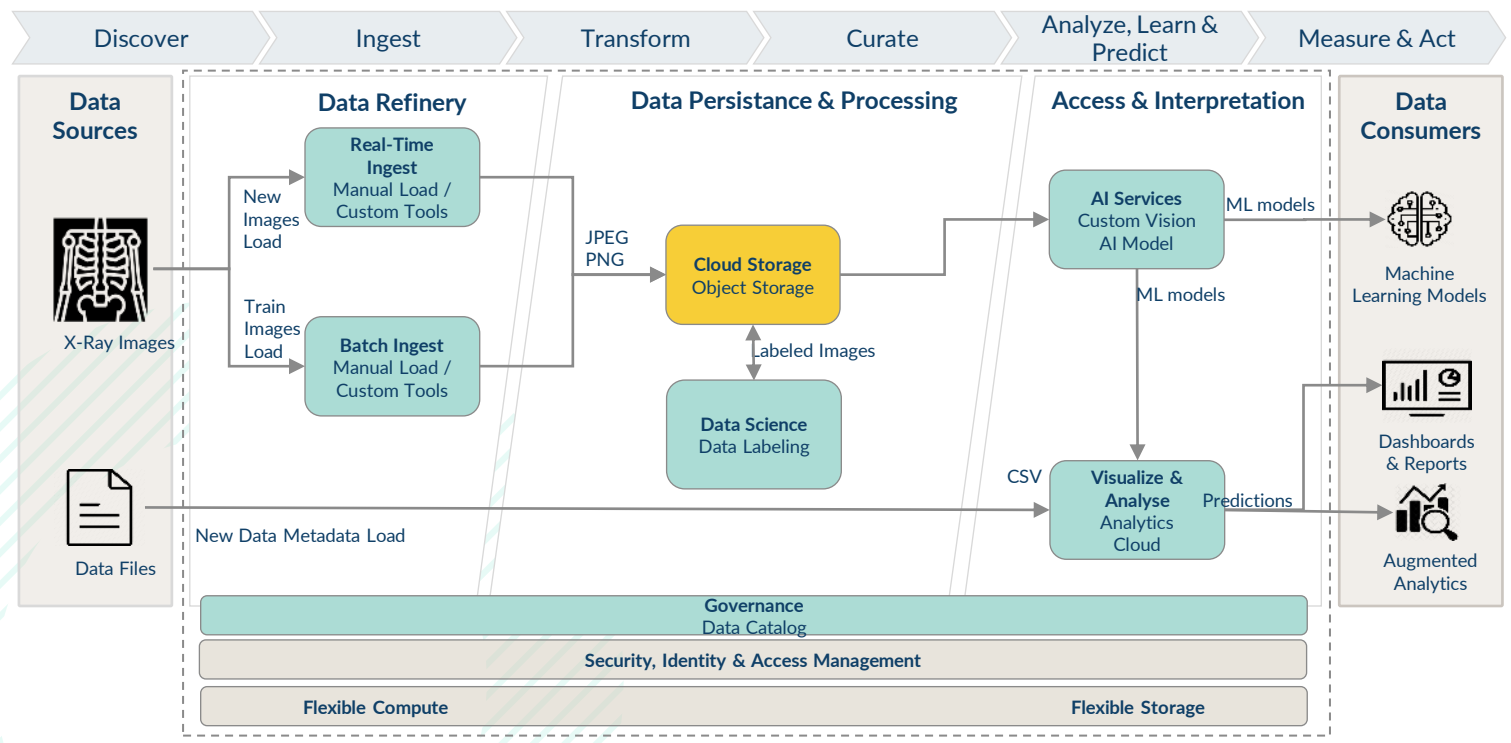 Discover
Ingest
Transform
Curate
Analyze, Learn &
Predict
Measure & Act
Data
Sources
X-Ray Images
Data Files
Data Refinery
New
Images
Load
Real-Time
Ingest
Manual Load /
Custom Tools
Train
Images
Load
Batch Ingest
Manual Load /
Custom Tools
New Data Metadata Load
Data Persistance & Processing
JPEG
PNG
Cloud Storage
Object Storage
Labeled Images
Data Science
Data Labeling
Access & Interpretation
AI Services
Custom Vision
AI Model
ML models
ML models
CSV
Visualize &
Analyse
Analytics
Cloud
Predictions
Data
Consumers
Machine
Learning Models
Dashboards
& Reports
Augmented
Analytics
Governance
Data Catalog
Security, Identity & Access Management
Flexible Compute
Flexible Storage